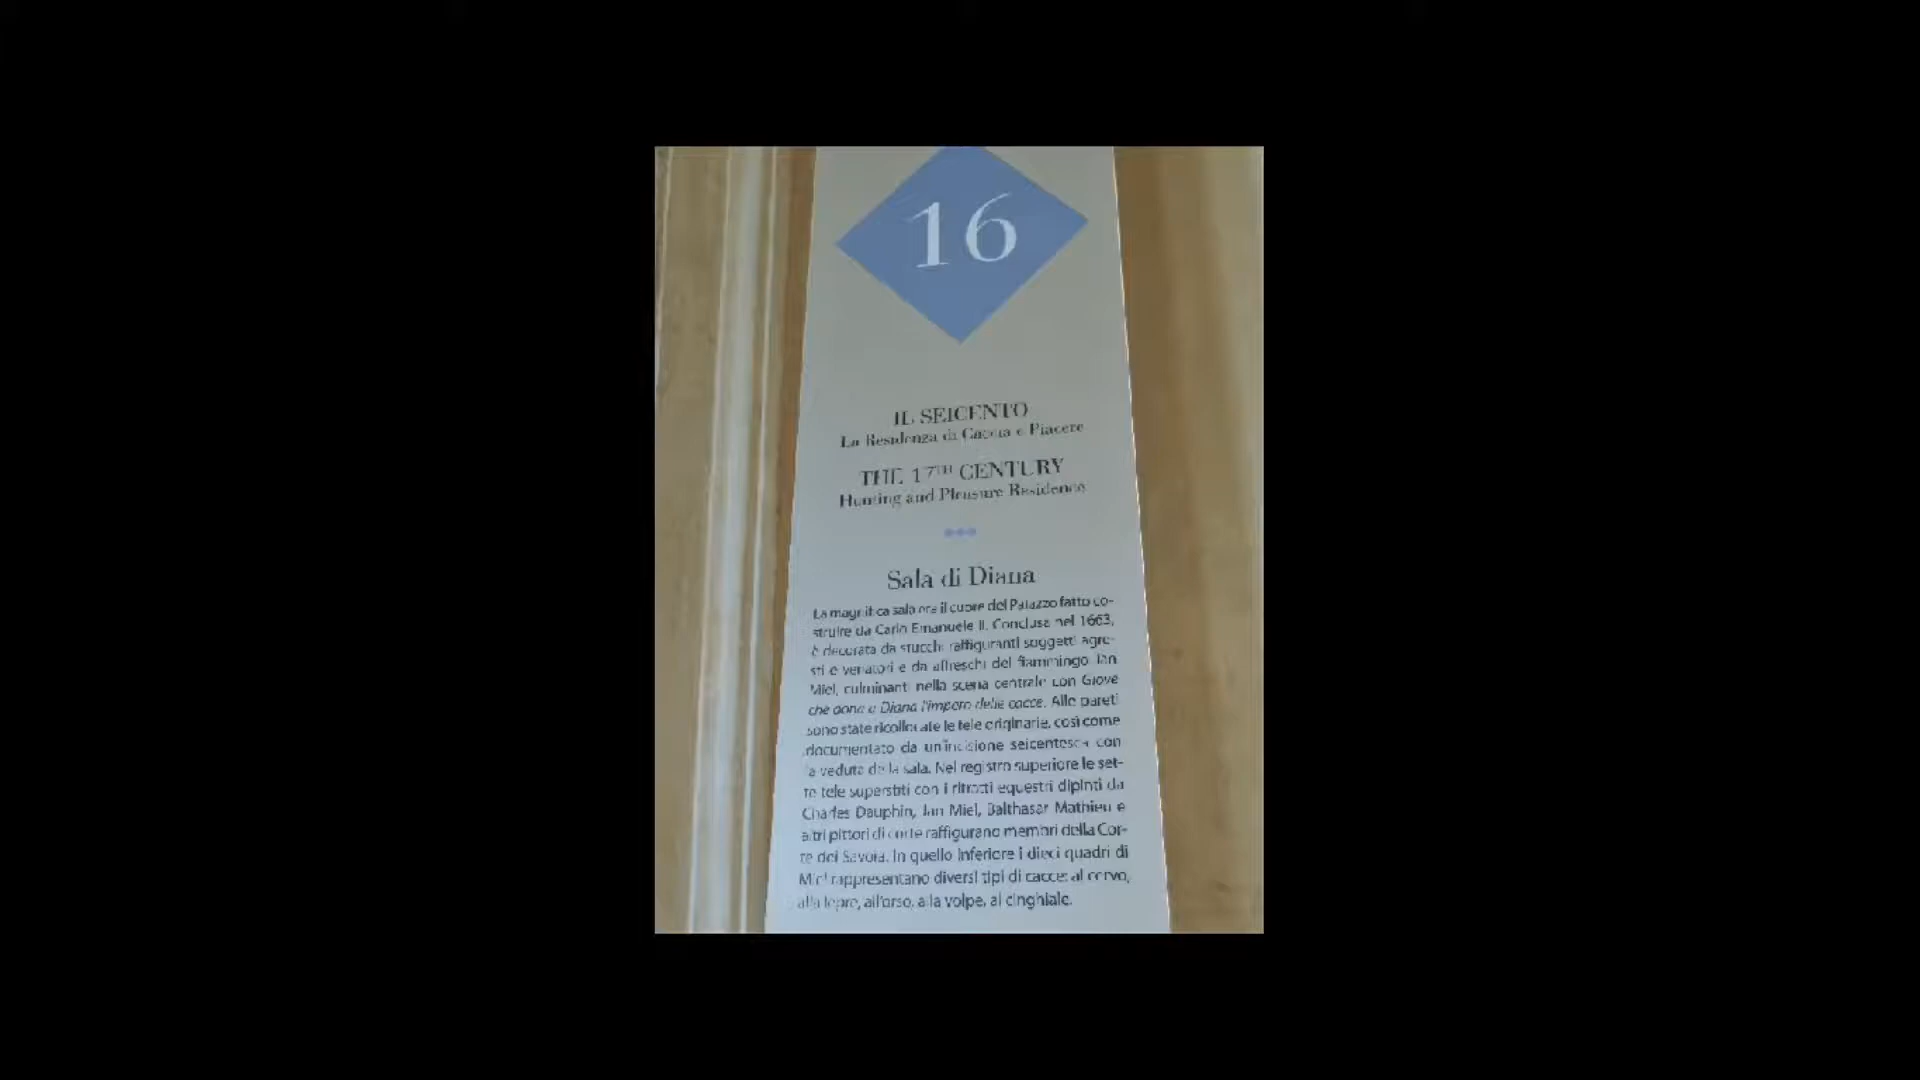 16
IL SEICENTO
La Residenza di Caccia e Piacere
THE 17TH CENTURY
Hunting and Pleasure Residence
Sala di Diana
La magnifica sala era il cuore del Palazzo fatto co-
struire da Carlo Emanuele II. Conclusa nel 1663,
è decorata da stucchi raffiguranti soggetti agre-
sti e venatori e da affreschi del fiammingo Jan
Miel, culminanti nella scena centrale con Giove
che dona a Diana l'impero delle cacce. Alle pareti
sono state ricollocate le tele originarie, così come
documentato da un'incisione seicentesca con
la veduta della sala. Nel registro superiore le set-
te tele superstiti con i ritratti equestri dipinti da
Charles Dauphin, Jan Miel, Balthasar Mathieu e
altri pittori di corte raffigurano membri della Cor-
te dei Savoia. In quello inferiore i dieci quadri di
Miel rappresentano diversi tipi di cacce: al cervo,
alla lepre, all'orso, alla volpe, al cinghiale.